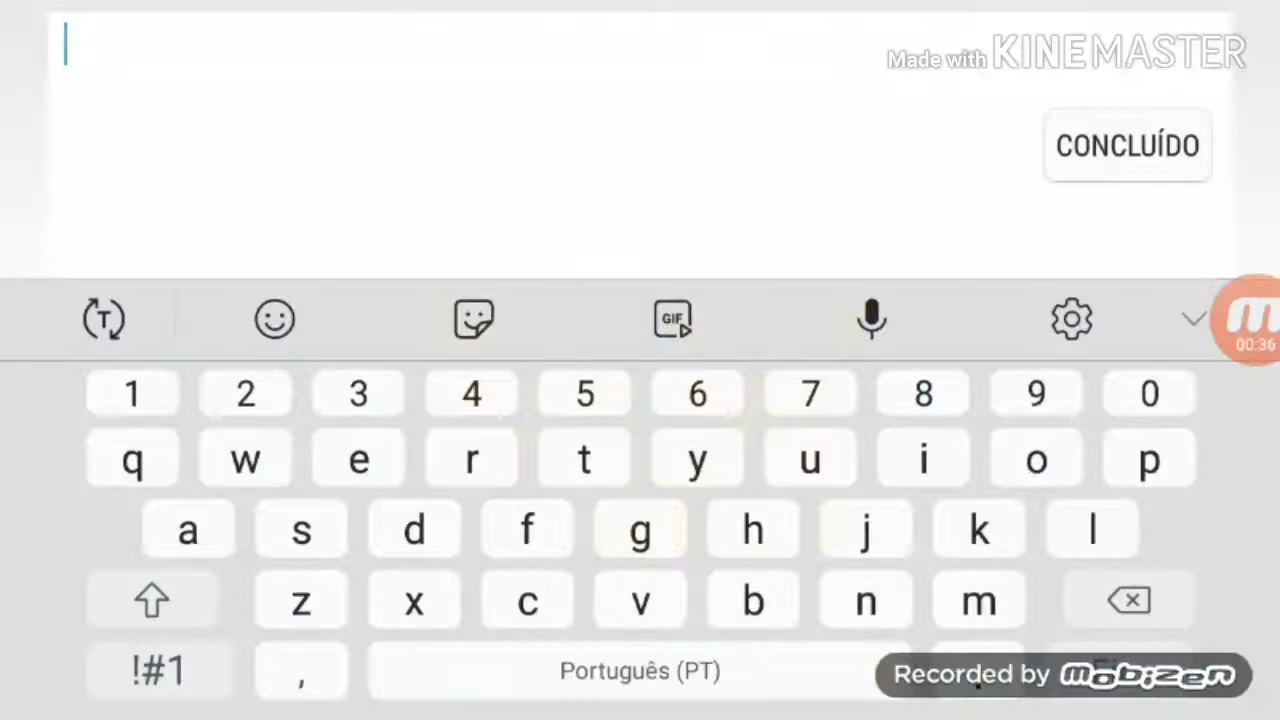 Made with KINEMASTER
CONCLUÍDO
T GIF
00:36
1 2 3 4 5 6 7 8 9 0
q w e r t y u i o p
a s d f g h j k l
z x c v b n m
!#1 , Português (PT) .
Recorded by mobizen